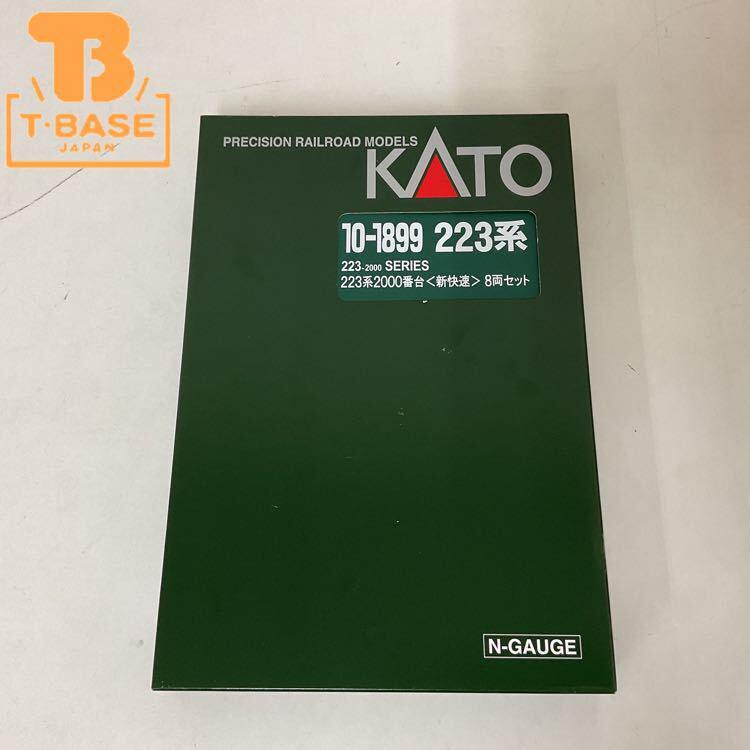 T·BASE
JAPAN
PRECISION RAILROAD MODELS
KATO
10-1899 223系
223-2000 SERIES
223系2000番台<新快速> 8両セット
N-GAUGE